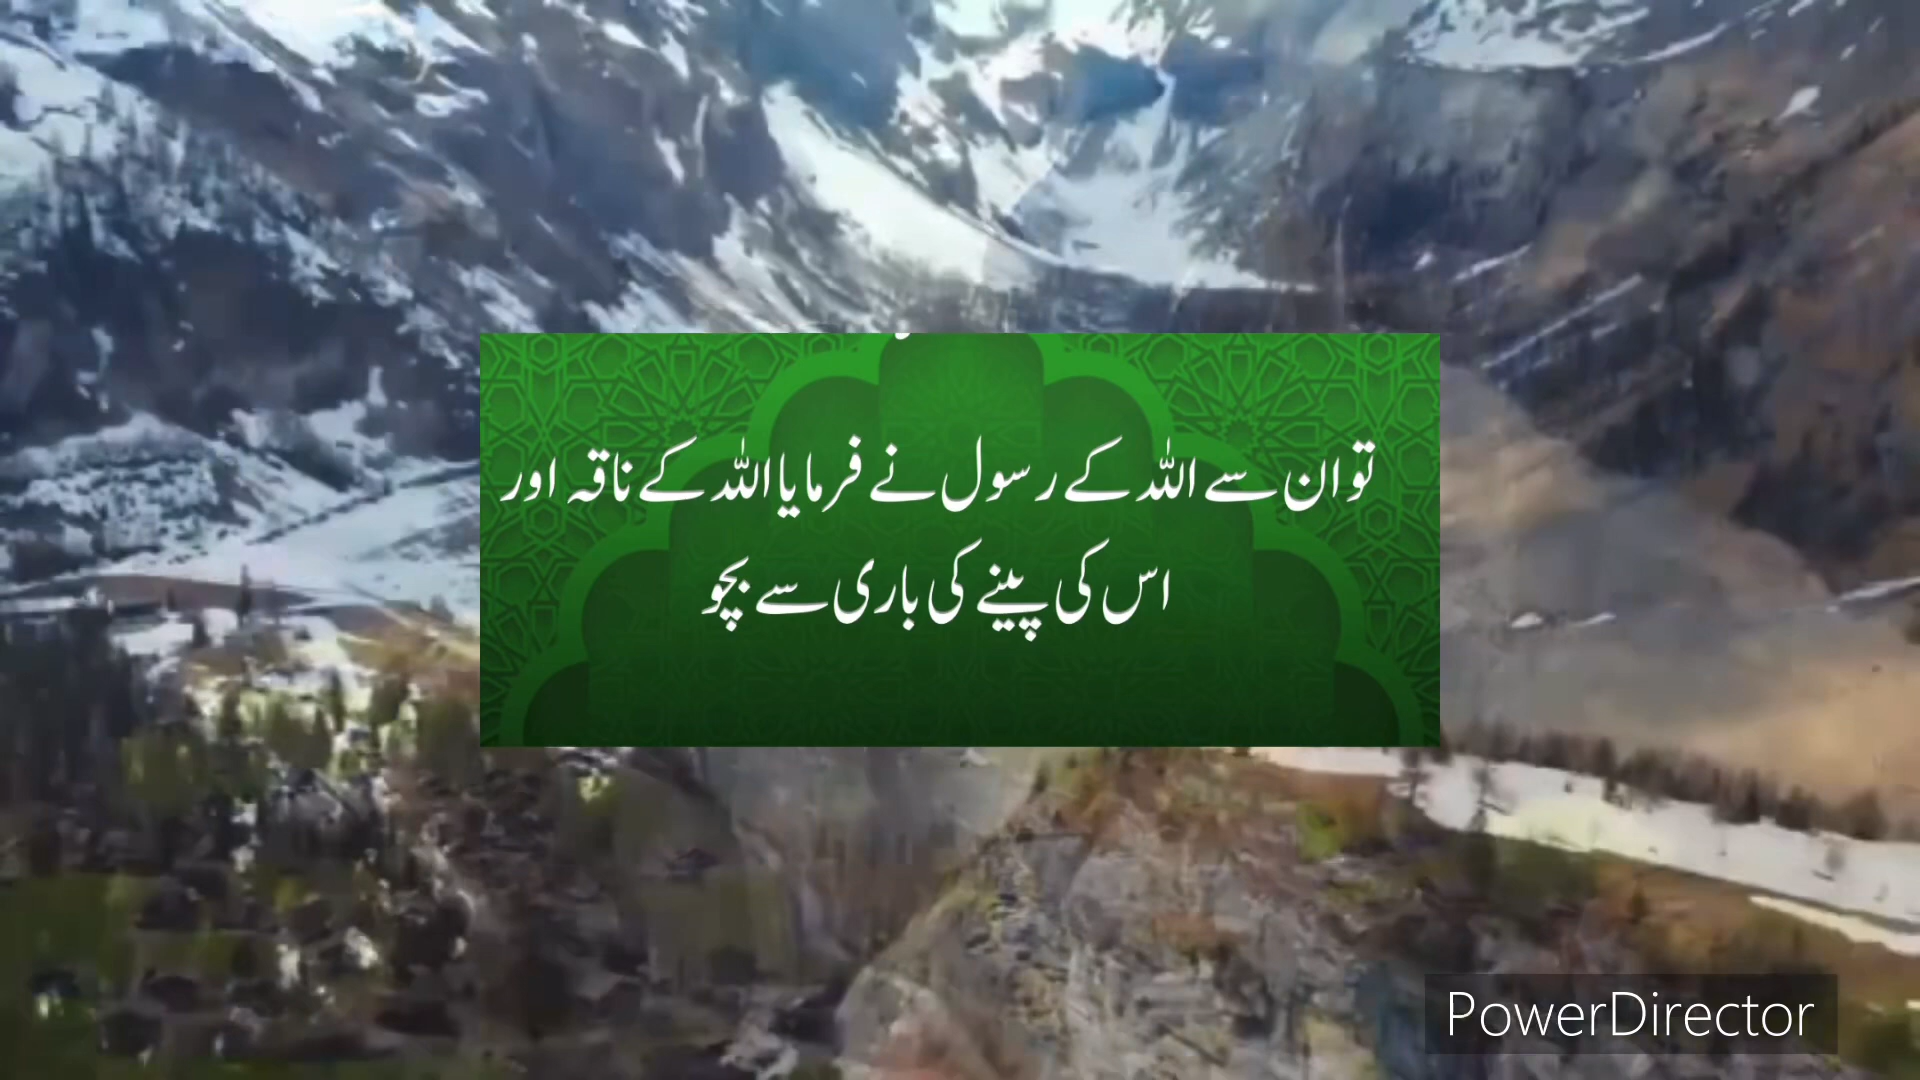 تو ان سے اللہ کے رسول نے فرمایا اللہ کے ناقہ اور
اس کی پینے کی باری سے بچو
PowerDirector